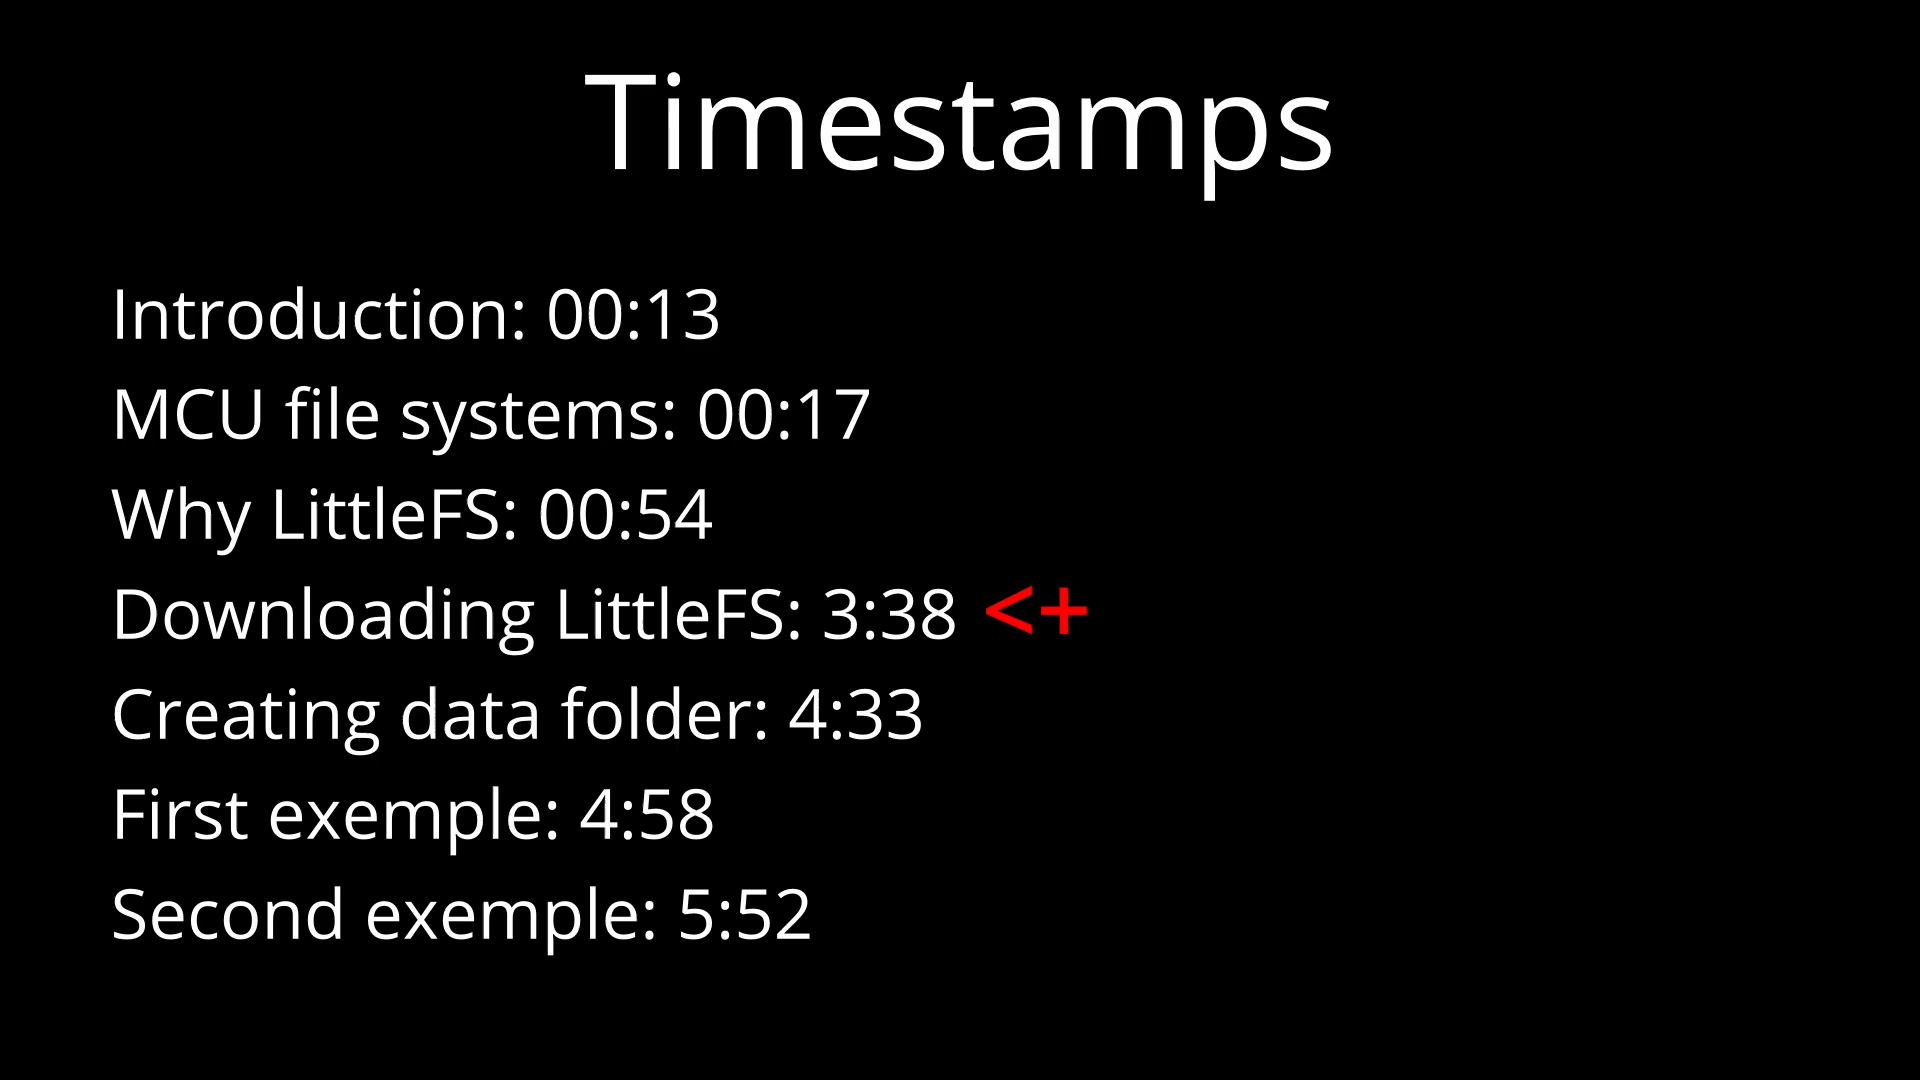 Timestamps
Introduction: 00:13
MCU file systems: 00:17
Why LittleFS: 00:54
Downloading LittleFS: 3:38 <+
Creating data folder: 4:33
First exemple: 4:58
Second exemple: 5:52